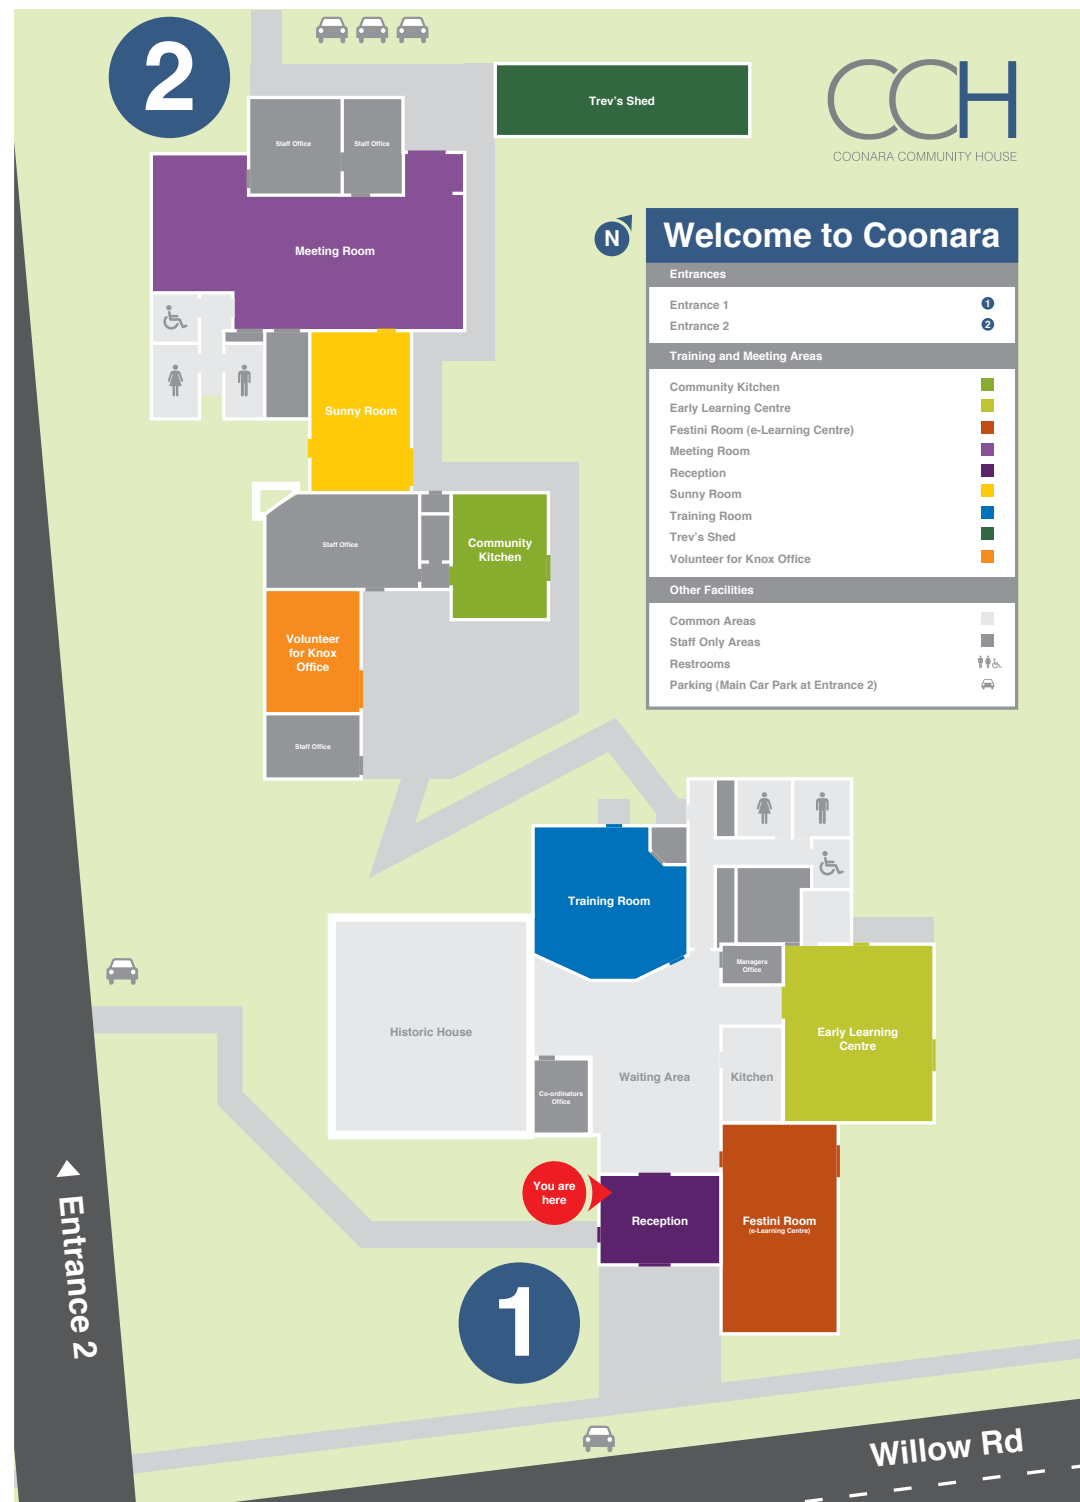 2
Trev's Shed
CCH
COONARA COMMUNITY HOUSE
Staff Office
Staff Office
Meeting Room
N
Welcome to Coonara
Entrances
Entrance 1 1
Entrance 2 2
Training and Meeting Areas
Community Kitchen
Early Learning Centre
Festini Room (e-Learning Centre)
Meeting Room
Reception
Sunny Room
Training Room
Trev's Shed
Volunteer for Knox Office
Other Facilities
Common Areas
Staff Only Areas
Restrooms
Parking (Main Car Park at Entrance 2)
Sunny Room
Staff Office
Community
Kitchen
Volunteer
for Knox
Office
Staff Office
Training Room
Managers
Office
Historic House
Early Learning
Centre
Waiting Area
Kitchen
Co-ordinators
Office
You are
here
Reception
Festini Room
(e-Learning Centre)
Entrance 2
1
Willow Rd